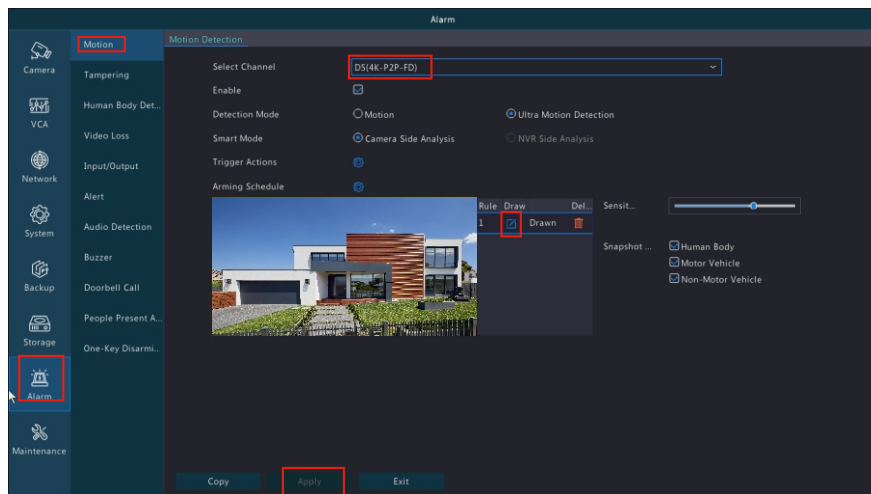 Alarm
Camera
VCA
Network
System
Backup
Storage
Alarm
Maintenance
Motion
Tampering
Human Body Det...
Video Loss
Input/Output
Alert
Audio Detection
Buzzer
Doorbell Call
People Present A...
One-Key Disarmi...
Motion Detection
Select Channel DS(4K-P2P-FD)
Enable
Detection Mode Motion Ultra Motion Detection
Smart Mode Camera Side Analysis NVR Side Analysis
Trigger Actions
Arming Schedule
Rule Draw Del...
1 Drawn
Sensit...
Snapshot ... Human Body
Motor Vehicle
Non-Motor Vehicle
Copy Apply Exit